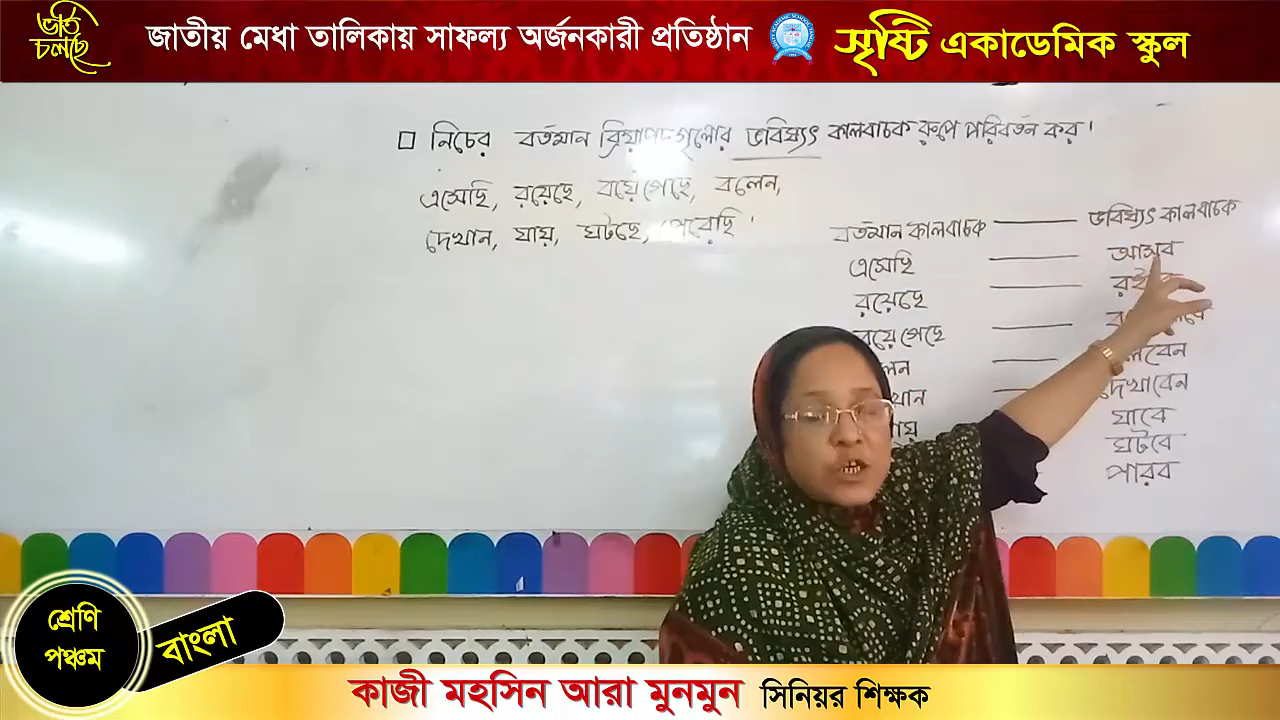 ভর্তি
চলছে
জাতীয় মেধা তালিকায় সাফল্য অর্জনকারী প্রতিষ্ঠান
সৃষ্টি একাডেমিক স্কুল
□ নিচের বর্তমান ক্রিয়াপদগুলোর ভবিষ্যৎ কালবাচক রুপে পরিবর্তন কর।
এসেছি, রয়েছে, বয়েগেছে, বলেন,
দেখান, যায়, ঘটছে, পেরেছি।
বর্তমান কালবাচক ——— ভবিষ্যৎ কালবাচক
এসেছি ——— আসব
রয়েছে ———
বয়েগেছে ———
———
———
যাবে
ঘটবে
পারব
শ্রেণি
পঞ্চম
বাংলা
কাজী মহসিন আরা মুনমুন সিনিয়র শিক্ষক